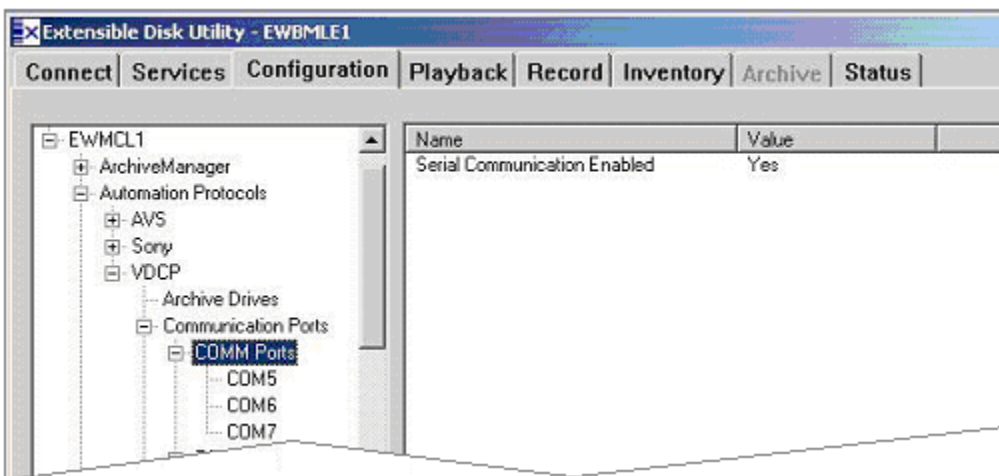 Extensible Disk Utility - EWBMLE1
Connect Services Configuration Playback Record Inventory Archive Status
EWMCL1
ArchiveManager
Automation Protocols
AVS
Sony
VDCP
Archive Drives
Communication Ports
COMM Ports
COM5
COM6
COM7
Name Value
Serial Communication Enabled Yes